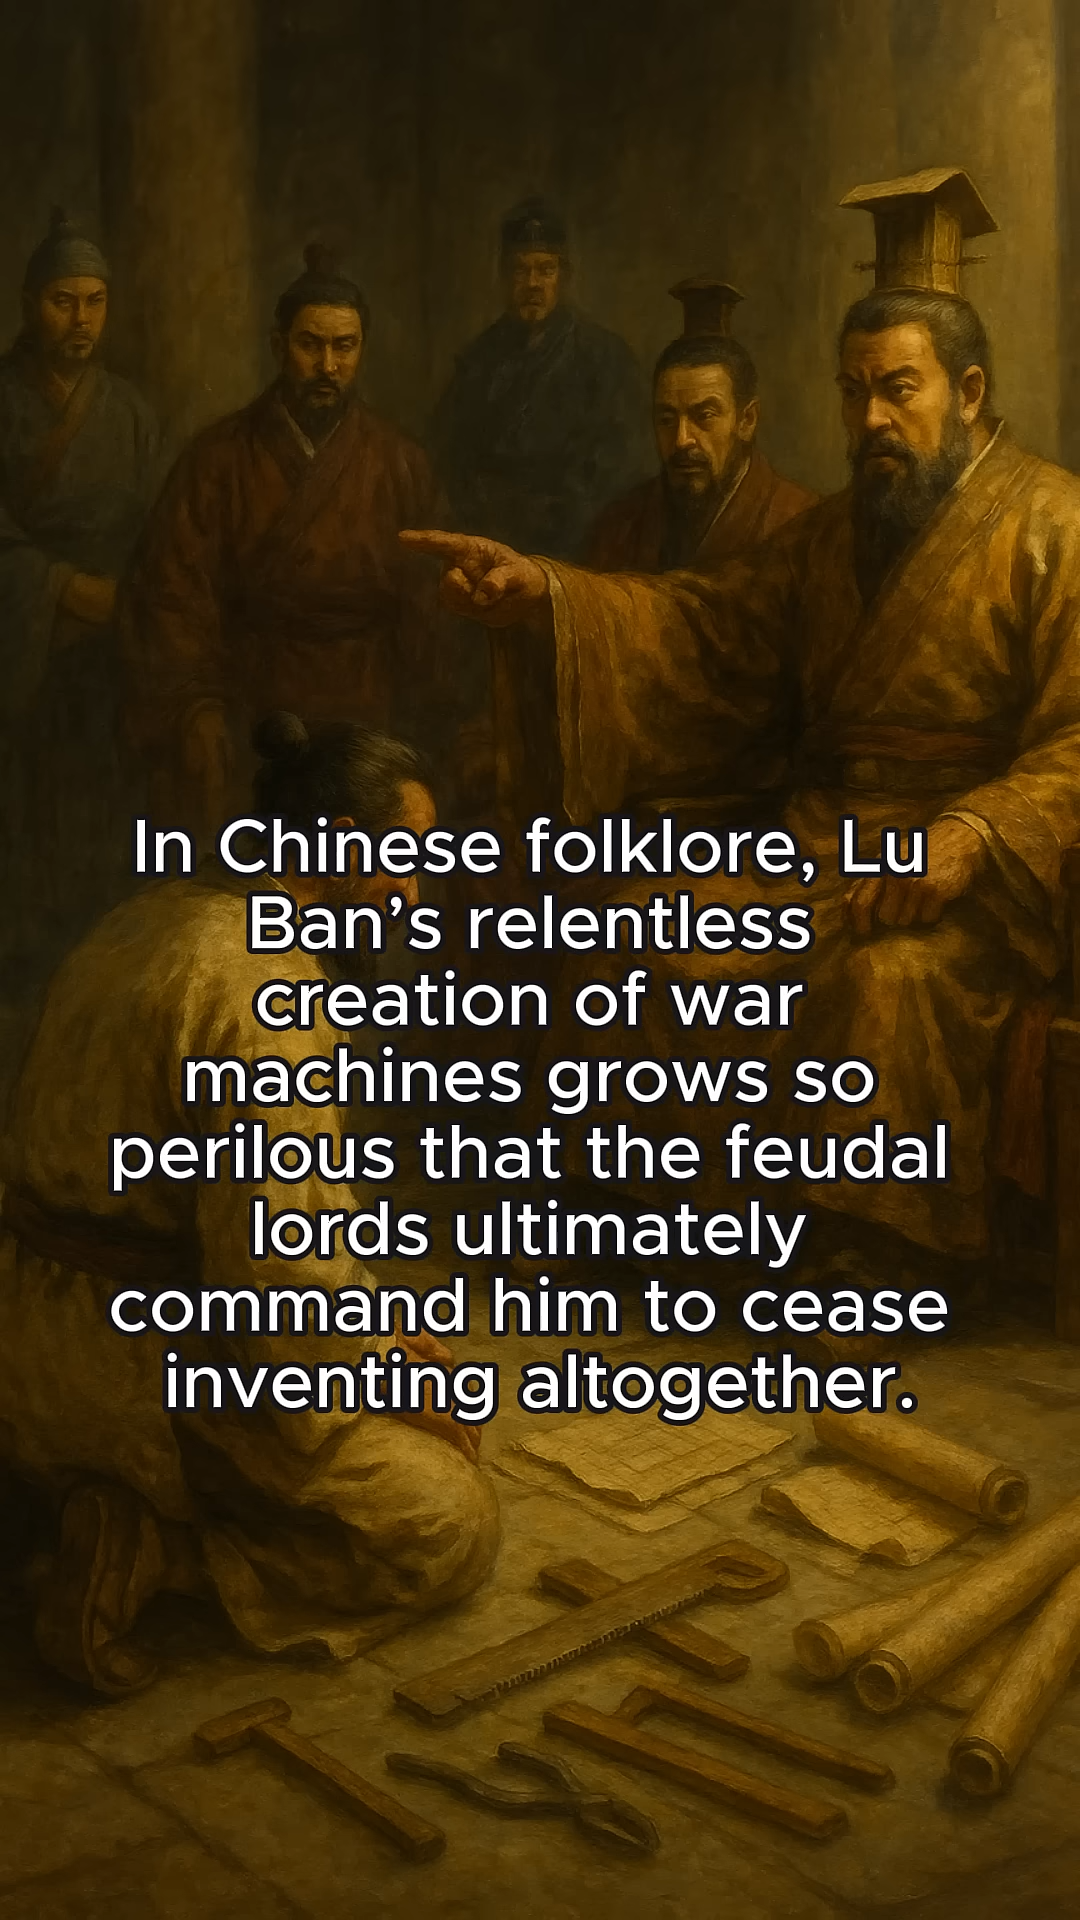 In Chinese folklore, Lu
Ban’s relentless
creation of war
machines grows so
perilous that the feudal
lords ultimately
command him to cease
inventing altogether.